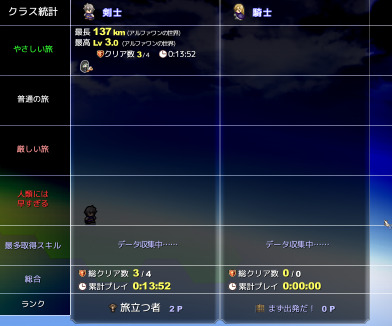 クラス統計
剣士
騎士
やさしい旅
最長 137 km (アルファワンの世界)
最高 Lv 3.0 (アルファワンの世界)
クリア数 3/4 0:13:52
普通の旅
厳しい旅
人類には
早すぎる
最多取得スキル
データ収集中……
データ収集中……
総合
総クリア数 3 / 4
累計プレイ 0:13:52
総クリア数 0 / 0
累計プレイ 0:00:00
ランク
旅立つ者 2 P
まず出発だ! 0 P